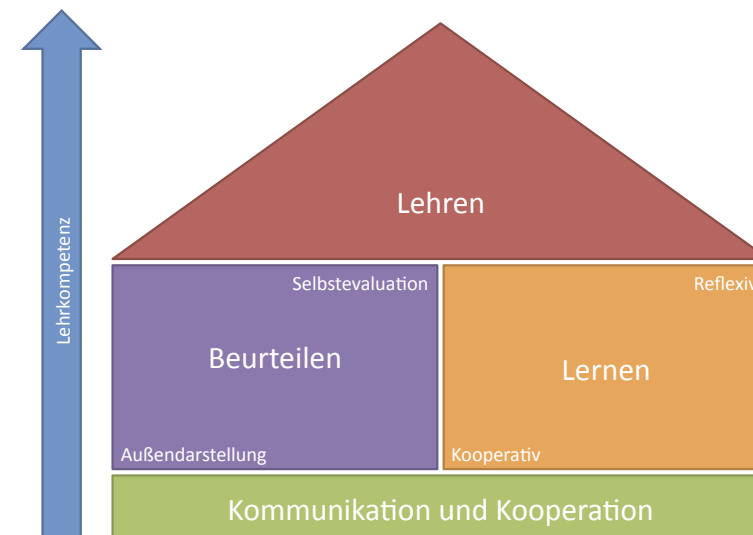 Lehrkompetenz
Lehren
Selbstevaluation
Beurteilen
Außendarstellung
Reflexiv
Lernen
Kooperativ
Kommunikation und Kooperation